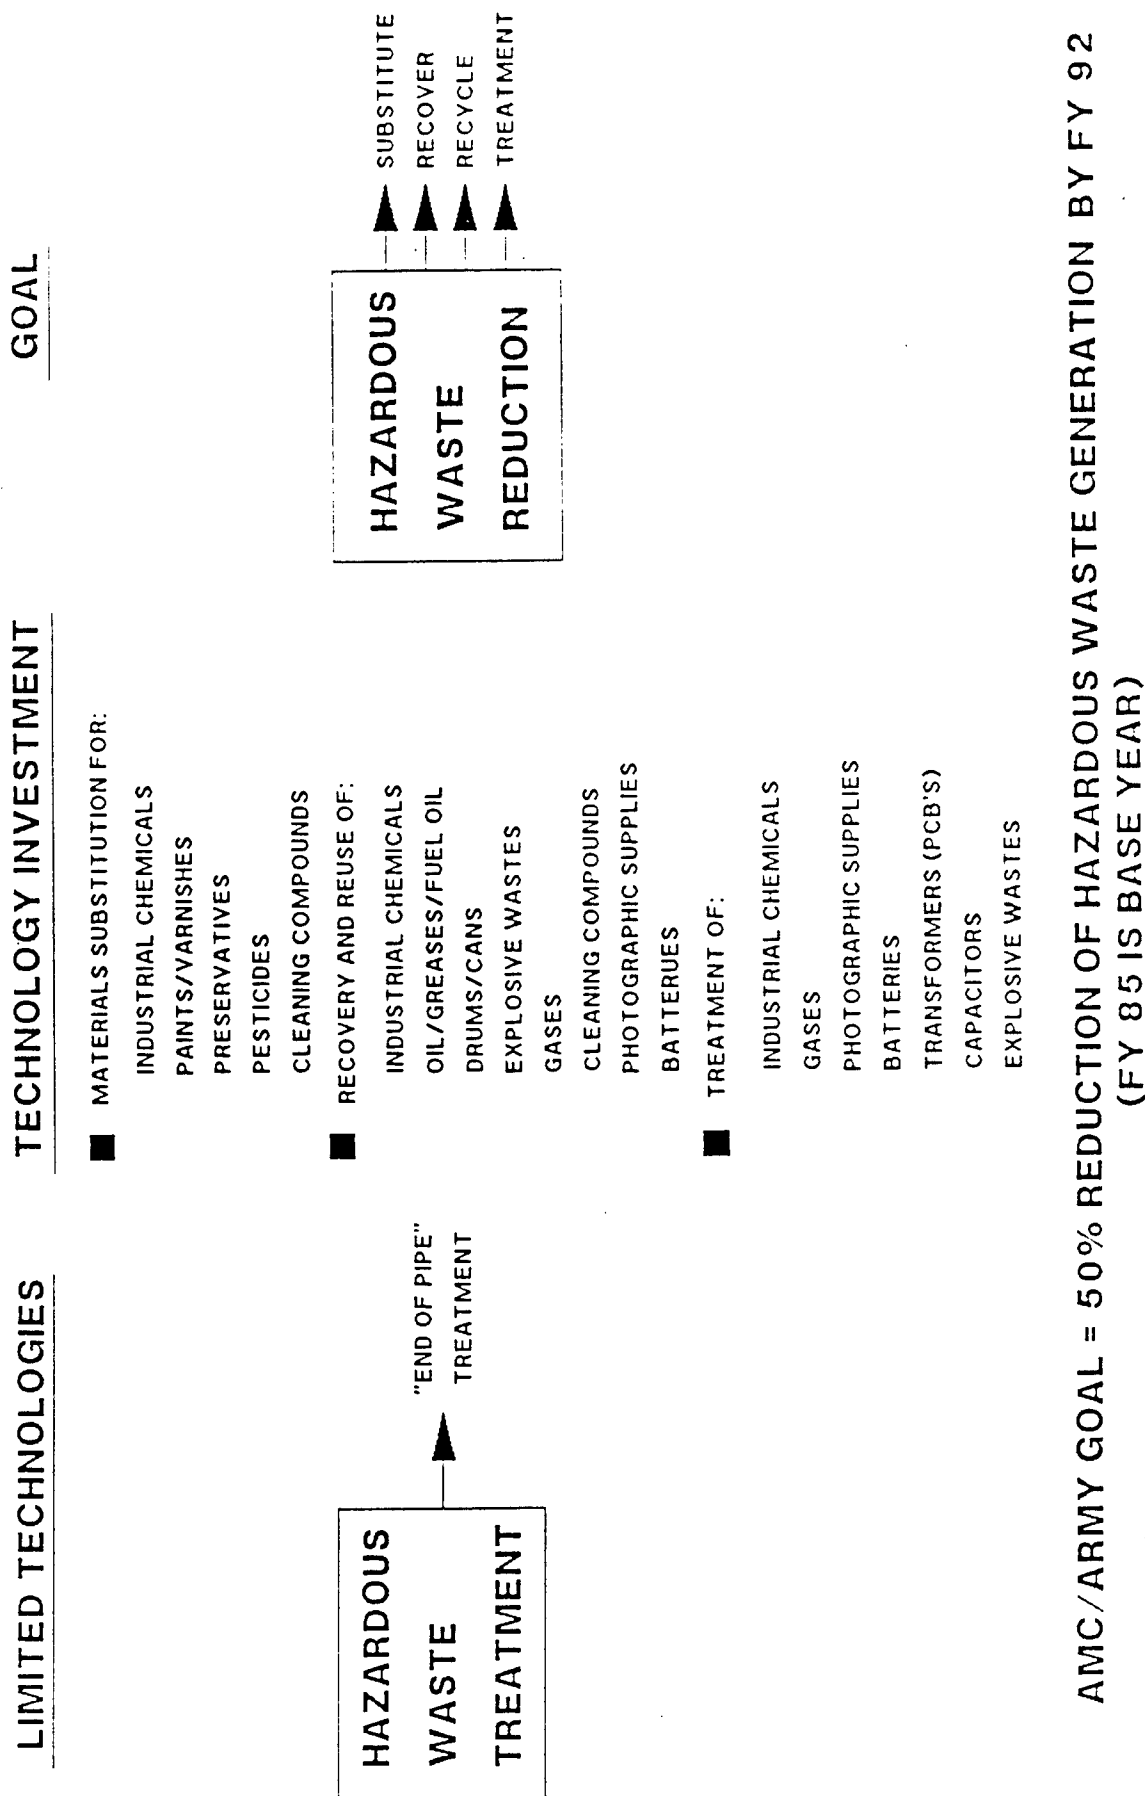 LIMITED TECHNOLOGIES
HAZARDOUS
WASTE
TREATMENT
"END OF PIPE"
TREATMENT
TECHNOLOGY INVESTMENT
MATERIALS SUBSTITUTION FOR:
INDUSTRIAL CHEMICALS
PAINTS/VARNISHES
PRESERVATIVES
PESTICIDES
CLEANING COMPOUNDS
RECOVERY AND REUSE OF:
INDUSTRIAL CHEMICALS
OIL/GREASES/FUEL OIL
DRUMS/CANS
EXPLOSIVE WASTES
GASES
CLEANING COMPOUNDS
PHOTOGRAPHIC SUPPLIES
BATTERUES
TREATMENT OF:
INDUSTRIAL CHEMICALS
GASES
PHOTOGRAPHIC SUPPLIES
BATTERIES
TRANSFORMERS (PCB'S)
CAPACITORS
EXPLOSIVE WASTES
GOAL
HAZARDOUS
WASTE
REDUCTION
SUBSTITUTE
RECOVER
RECYCLE
TREATMENT
AMC/ARMY GOAL = 50% REDUCTION OF HAZARDOUS WASTE GENERATION BY FY 92
(FY 85 IS BASE YEAR)